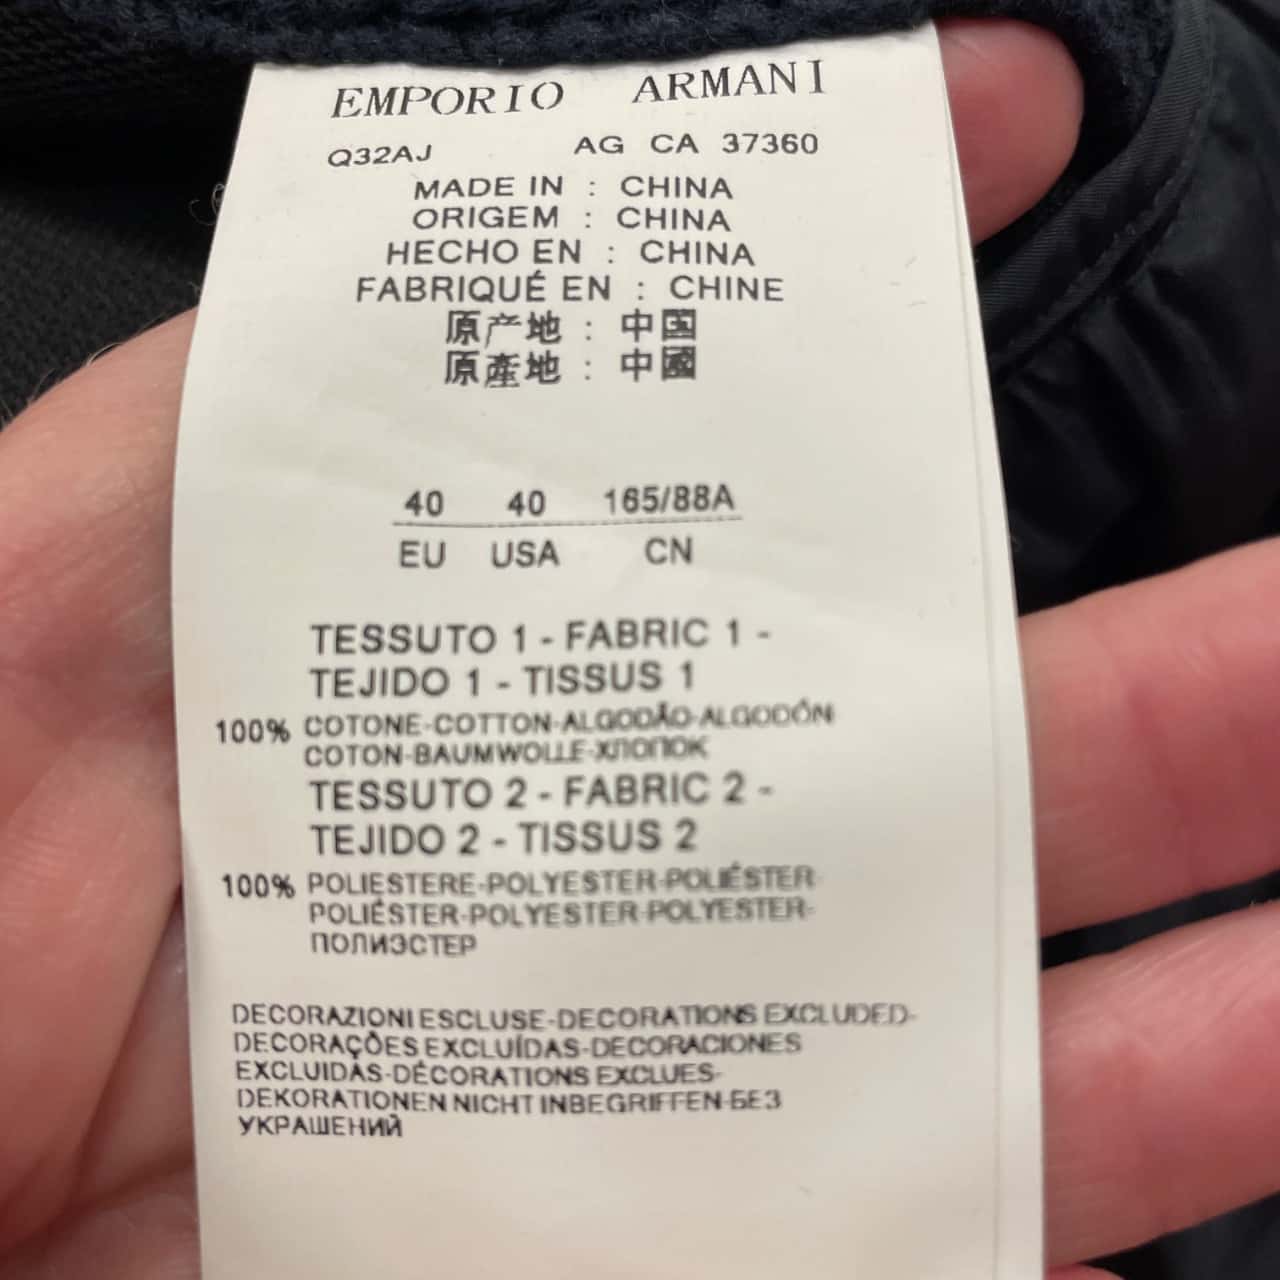 EMPORIO ARMANI
Q32AJ AG CA 37360
MADE IN : CHINA
ORIGEM : CHINA
HECHO EN : CHINA
FABRIQUÉ EN : CHINE
原产地 : 中国
原產地 : 中國
40 40 165/88A
EU USA CN
TESSUTO 1 - FABRIC 1 -
TEJIDO 1 - TISSUS 1
100% COTONE-COTTON-ALGODÃO-ALGODÓN
COTON-BAUMWOLLE-ХЛОПОК
TESSUTO 2 - FABRIC 2 -
TEJIDO 2 - TISSUS 2
100% POLIESTERE-POLYESTER-POLIÉSTER
POLIÉSTER-POLYESTER-POLYESTER-
ПОЛИЭСТЕР
DECORAZIONI ESCLUSE-DECORATIONS EXCLUDED-
DECORAÇÕES EXCLUÍDAS-DECORACIONES
EXCLUIDAS-DÉCORATIONS EXCLUES-
DEKORATIONEN NICHT INBEGRIFFEN-БЕЗ
УКРАШЕНИЙ